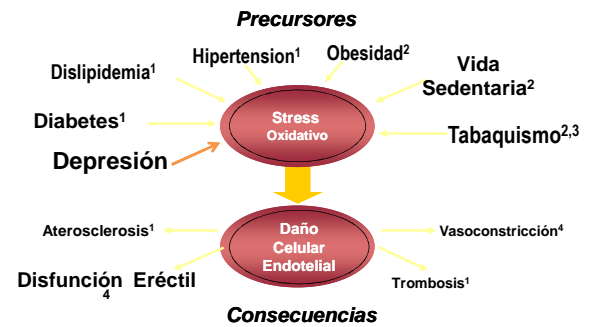 Precursores
Hipertension¹
Obesidad²
Dislipidemia¹
Vida
Sedentaria²
Diabetes¹
Stress
Oxidativo
Tabaquismo²,³
Depresión
Aterosclerosis¹
Daño
Celular
Endotelial
Vasoconstricción⁴
Disfunción Eréctil
4
Trombosis¹
Consecuencias